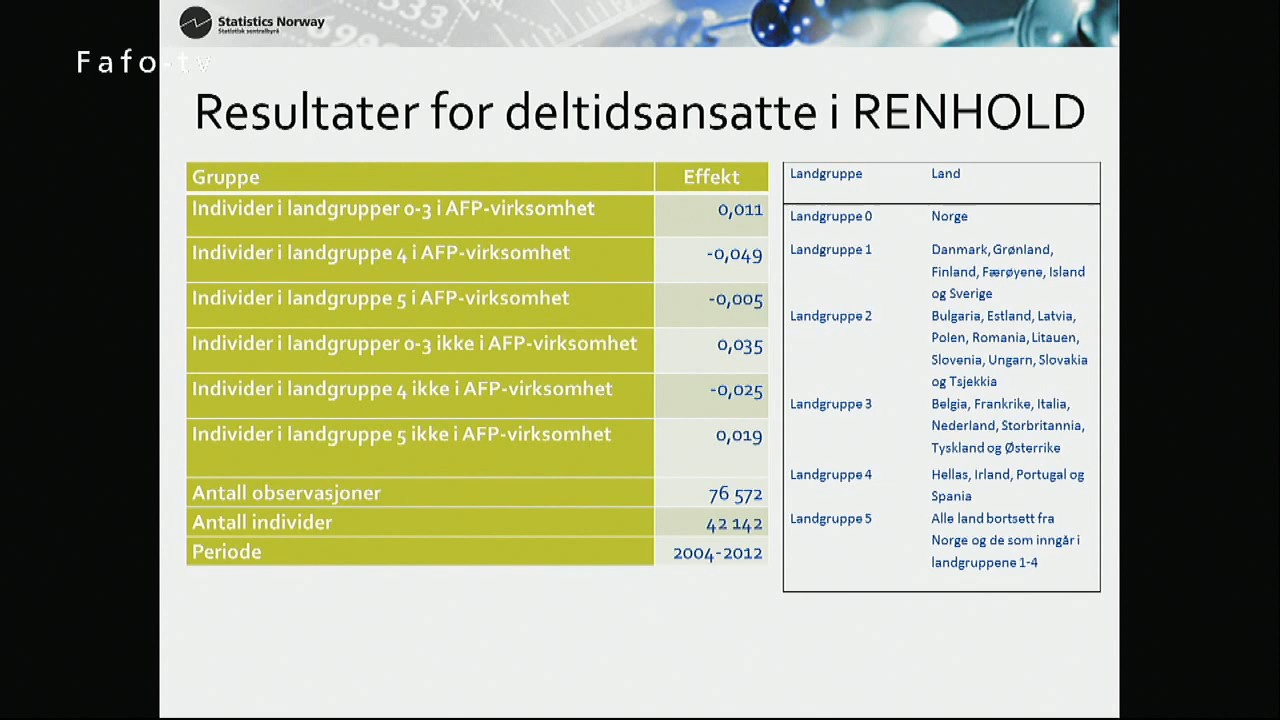 Statistics Norway
Statistisk sentralbyrå
Fafo-tv
Resultater for deltidsansatte i RENHOLD
Gruppe Effekt
Individer i landgrupper 0-3 i AFP-virksomhet 0,011
Individer i landgruppe 4 i AFP-virksomhet -0,049
Individer i landgruppe 5 i AFP-virksomhet -0,005
Individer i landgrupper 0-3 ikke i AFP-virksomhet 0,035
Individer i landgruppe 4 ikke i AFP-virksomhet -0,025
Individer i landgruppe 5 ikke i AFP-virksomhet 0,019
Antall observasjoner 76 572
Antall individer 42 142
Periode 2004-2012
Landgruppe Land
Landgruppe 0 Norge
Landgruppe 1 Danmark, Grønland,
Finland, Færøyene, Island
og Sverige
Landgruppe 2 Bulgaria, Estland, Latvia,
Polen, Romania, Litauen,
Slovenia, Ungarn, Slovakia
og Tsjekkia
Landgruppe 3 Belgia, Frankrike, Italia,
Nederland, Storbritannia,
Tyskland og Østerrike
Landgruppe 4 Hellas, Irland, Portugal og
Spania
Landgruppe 5 Alle land bortsett fra
Norge og de som inngår i
landgruppene 1-4